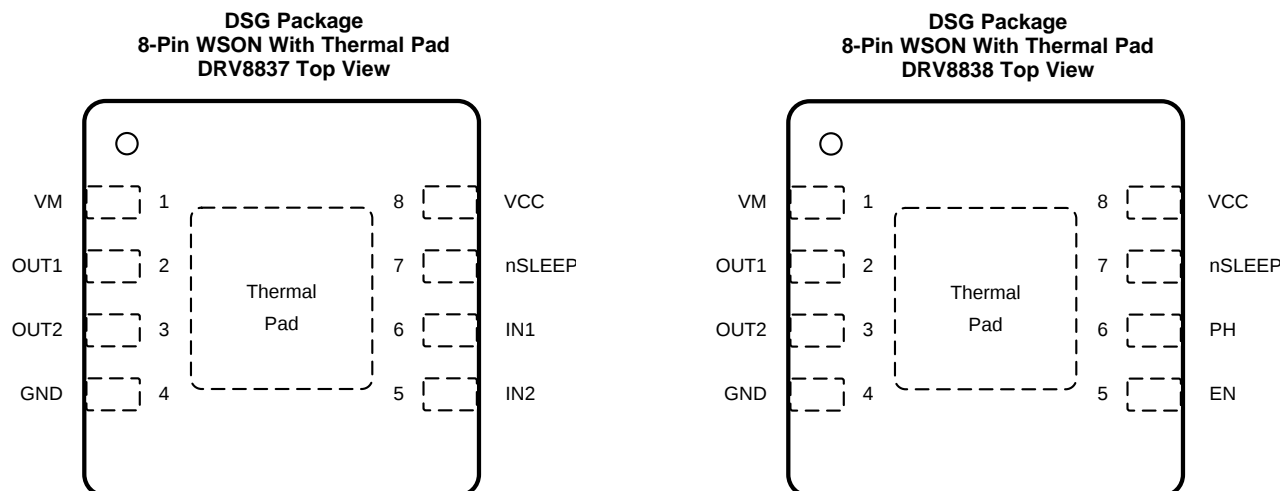 DSG Package
8-Pin WSON With Thermal Pad
DRV8837 Top View
VM 1 8 VCC
OUT1 2 7 nSLEEP
Thermal
Pad
OUT2 3 6 IN1
GND 4 5 IN2
DSG Package
8-Pin WSON With Thermal Pad
DRV8838 Top View
VM 1 8 VCC
OUT1 2 7 nSLEEP
Thermal
Pad
OUT2 3 6 PH
GND 4 5 EN